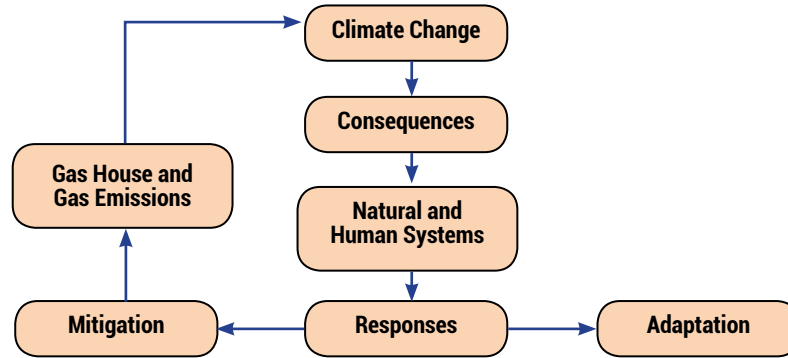 Climate Change
Consequences
Gas House and
Gas Emissions
Natural and
Human Systems
Mitigation
Responses
Adaptation